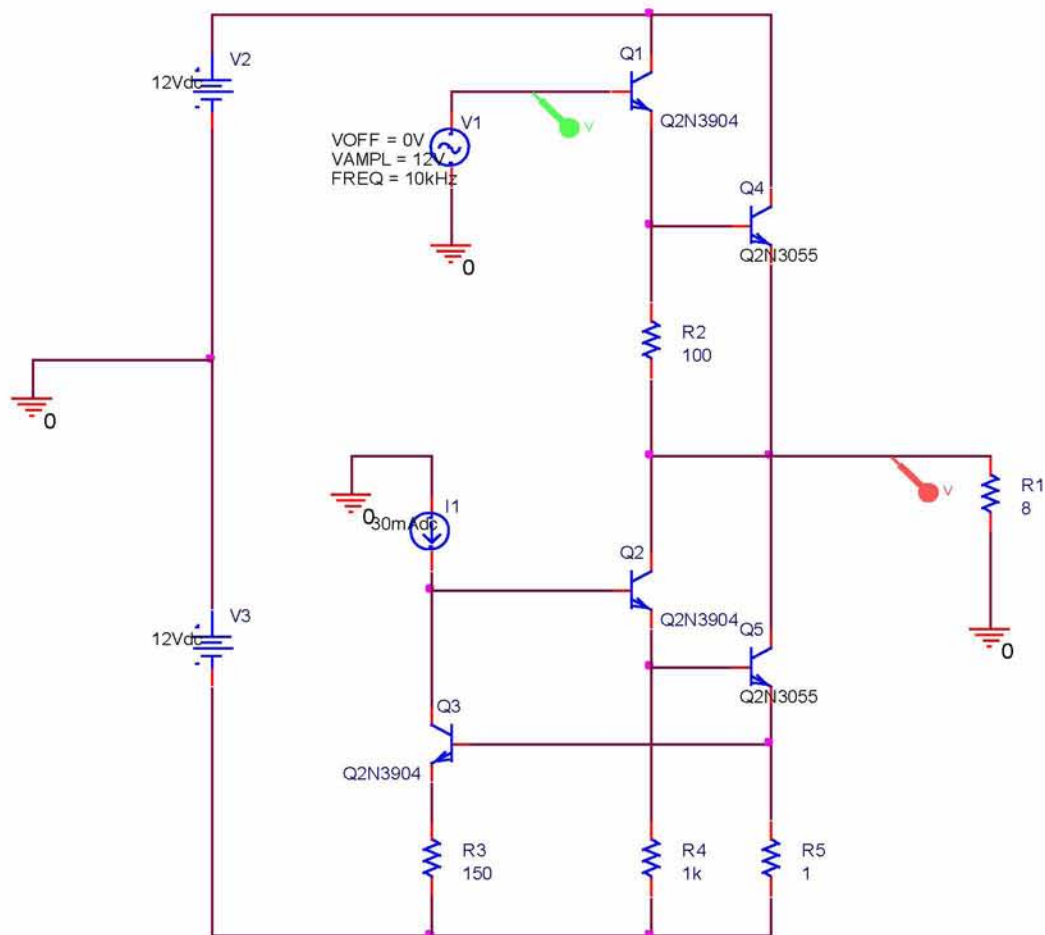 V2
12Vdc
Q1
Q2N3904
V1
VOFF = 0V
VAMPL = 12V
FREQ = 10kHz
V
0
Q4
Q2N3055
R2
100
0
0
I1
30mAdc
V
R1
8
0
Q2
Q2N3904
V3
12Vdc
Q5
Q2N3055
Q3
Q2N3904
R3
150
R4
1k
R5
1